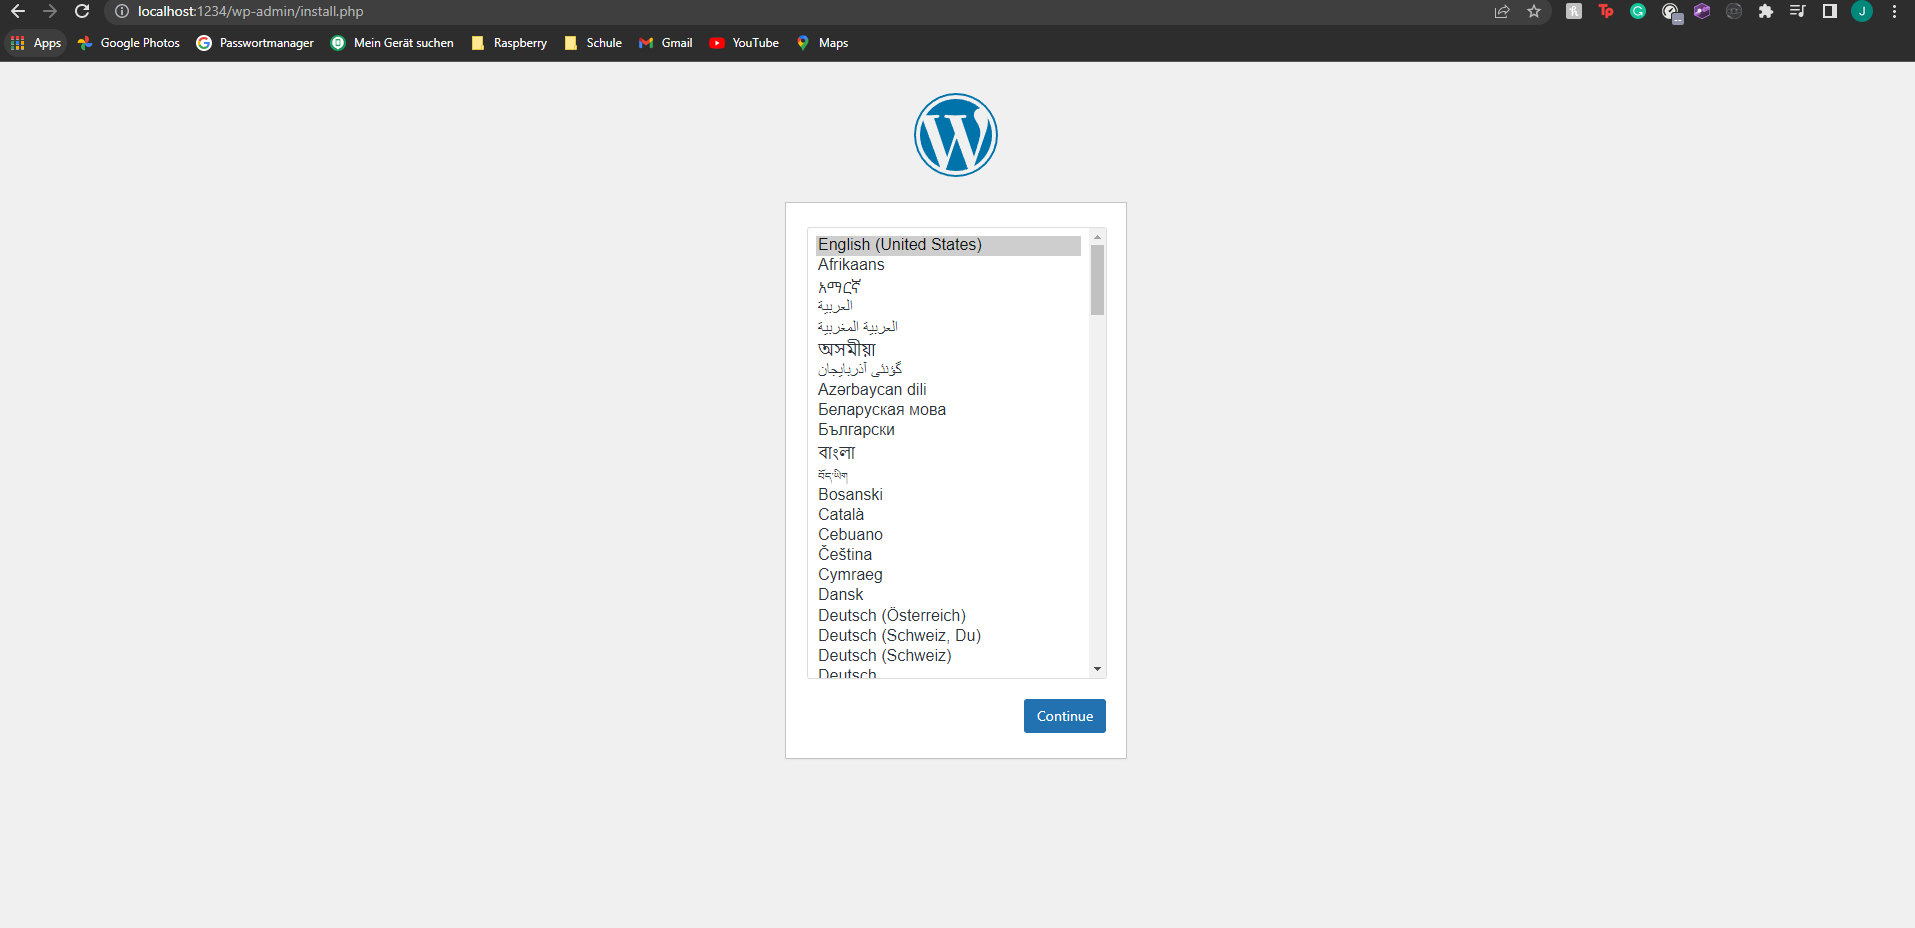 localhost:1234/wp-admin/install.php
Apps Google Photos Passwortmanager Mein Gerät suchen Raspberry Schule Gmail YouTube Maps
English (United States)
Afrikaans
አማርኛ
العربية
العربية المغربية
অসমীয়া
گؤنئی آذربایجان
Azərbaycan dili
Беларуская мова
Български
বাংলা
བོད་ཡིག
Bosanski
Català
Cebuano
Čeština
Cymraeg
Dansk
Deutsch (Österreich)
Deutsch (Schweiz, Du)
Deutsch (Schweiz)
Deutsch
Continue